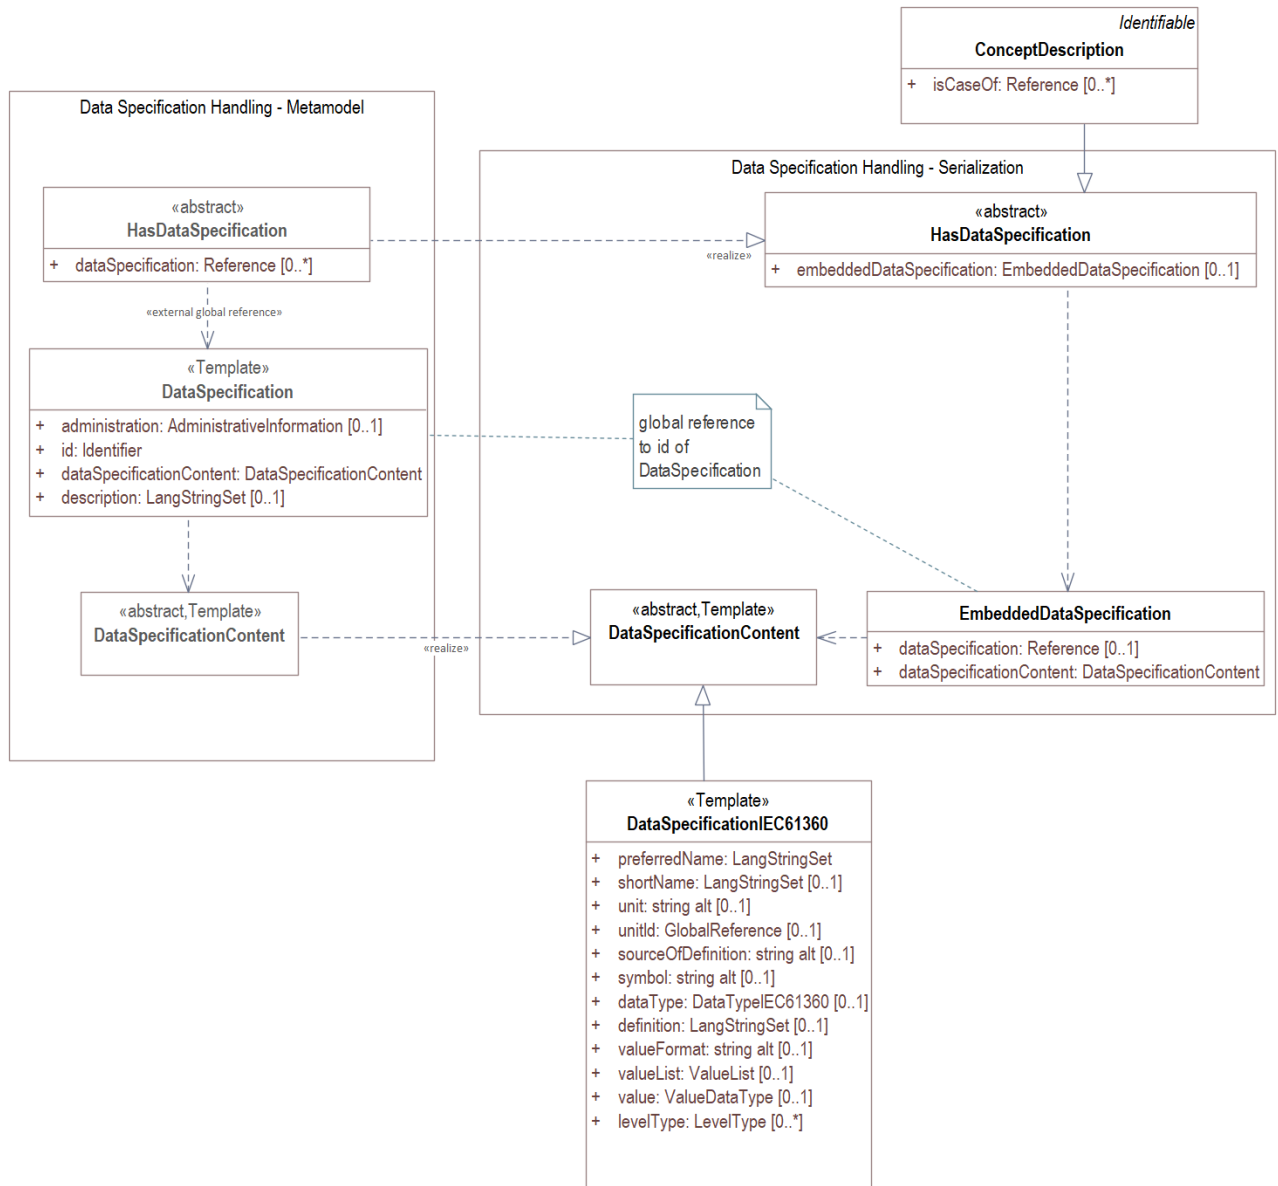 Identifiable
ConceptDescription
+ isCaseOf: Reference [0..*]
Data Specification Handling - Metamodel
«abstract»
HasDataSpecification
+ dataSpecification: Reference [0..*]
«external global reference»
«Template»
DataSpecification
+ administration: AdministrativeInformation [0..1]
+ id: Identifier
+ dataSpecificationContent: DataSpecificationContent
+ description: LangStringSet [0..1]
«abstract,Template»
DataSpecificationContent
«realize»
«realize»
Data Specification Handling - Serialization
«abstract»
HasDataSpecification
+ embeddedDataSpecification: EmbeddedDataSpecification [0..1]
global reference
to id of
DataSpecification
«abstract,Template»
DataSpecificationContent
EmbeddedDataSpecification
+ dataSpecification: Reference [0..1]
+ dataSpecificationContent: DataSpecificationContent
«Template»
DataSpecificationIEC61360
+ preferredName: LangStringSet
+ shortName: LangStringSet [0..1]
+ unit: string alt [0..1]
+ unitId: GlobalReference [0..1]
+ sourceOfDefinition: string alt [0..1]
+ symbol: string alt [0..1]
+ dataType: DataTypeIEC61360 [0..1]
+ definition: LangStringSet [0..1]
+ valueFormat: string alt [0..1]
+ valueList: ValueList [0..1]
+ value: ValueDataType [0..1]
+ levelType: LevelType [0..*]